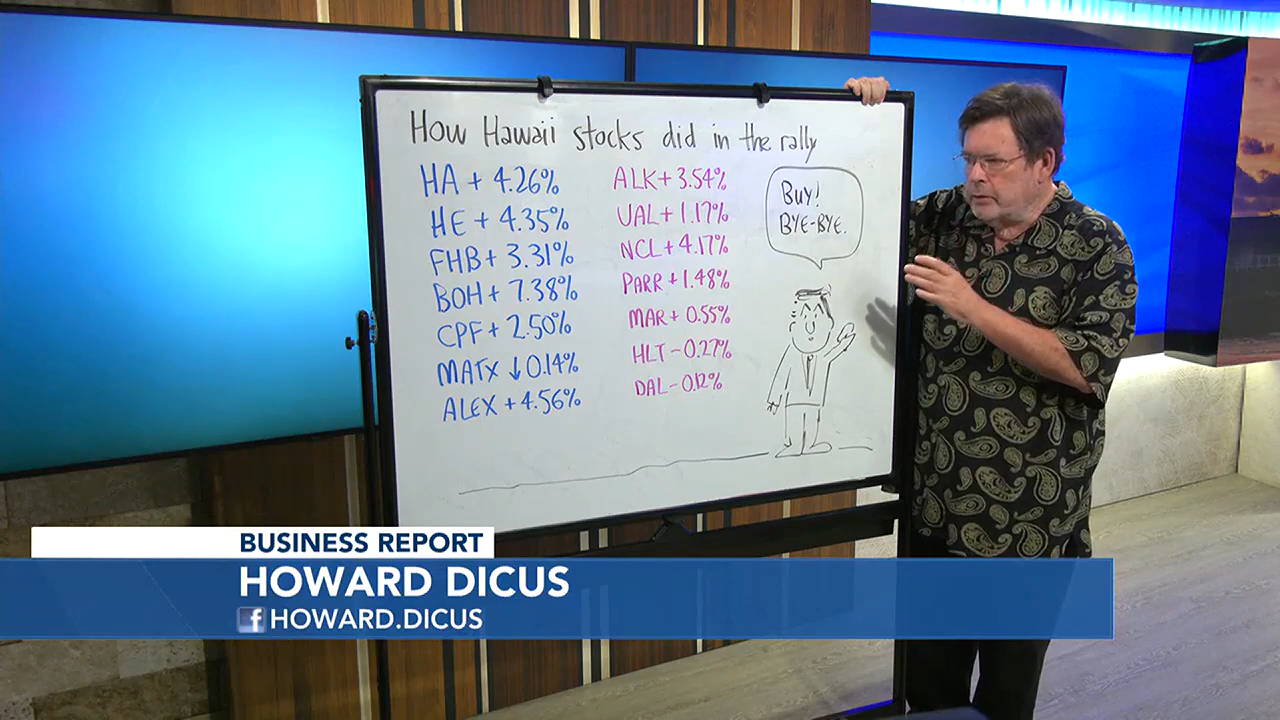 How Hawaii stocks did in the rally
HA + 4.26%
HE + 4.35%
FHB + 3.31%
BOH + 7.38%
CPF + 2.50%
MATX ↓ 0.14%
ALEX + 4.56%
ALK + 3.54%
UAL + 1.17%
NCL + 4.17%
PARR + 1.48%
MAR + 0.55%
HLT - 0.27%
DAL - 0.12%
Buy!
BYE-BYE.
BUSINESS REPORT
HOWARD DICUS
f HOWARD.DICUS